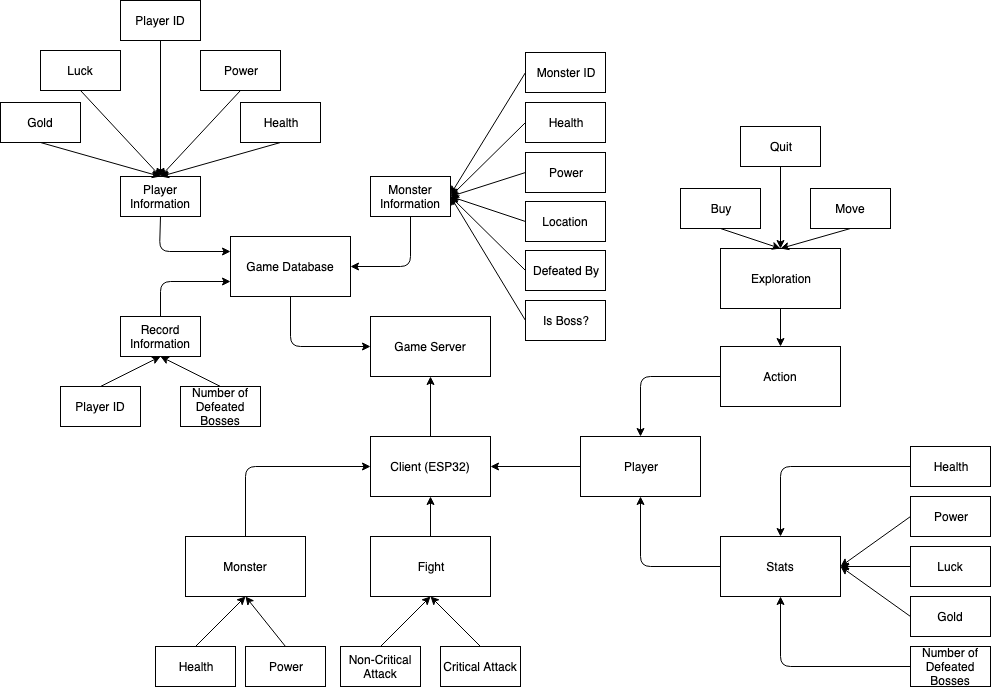 Player ID
Luck
Power
Gold
Health
Player
Information
Monster
Information
Monster ID
Health
Power
Location
Defeated By
Is Boss?
Quit
Buy
Move
Exploration
Game Database
Record
Information
Player ID
Number of
Defeated
Bosses
Game Server
Action
Client (ESP32)
Player
Health
Power
Luck
Gold
Number of
Defeated
Bosses
Stats
Monster
Fight
Health
Power
Non-Critical
Attack
Critical Attack